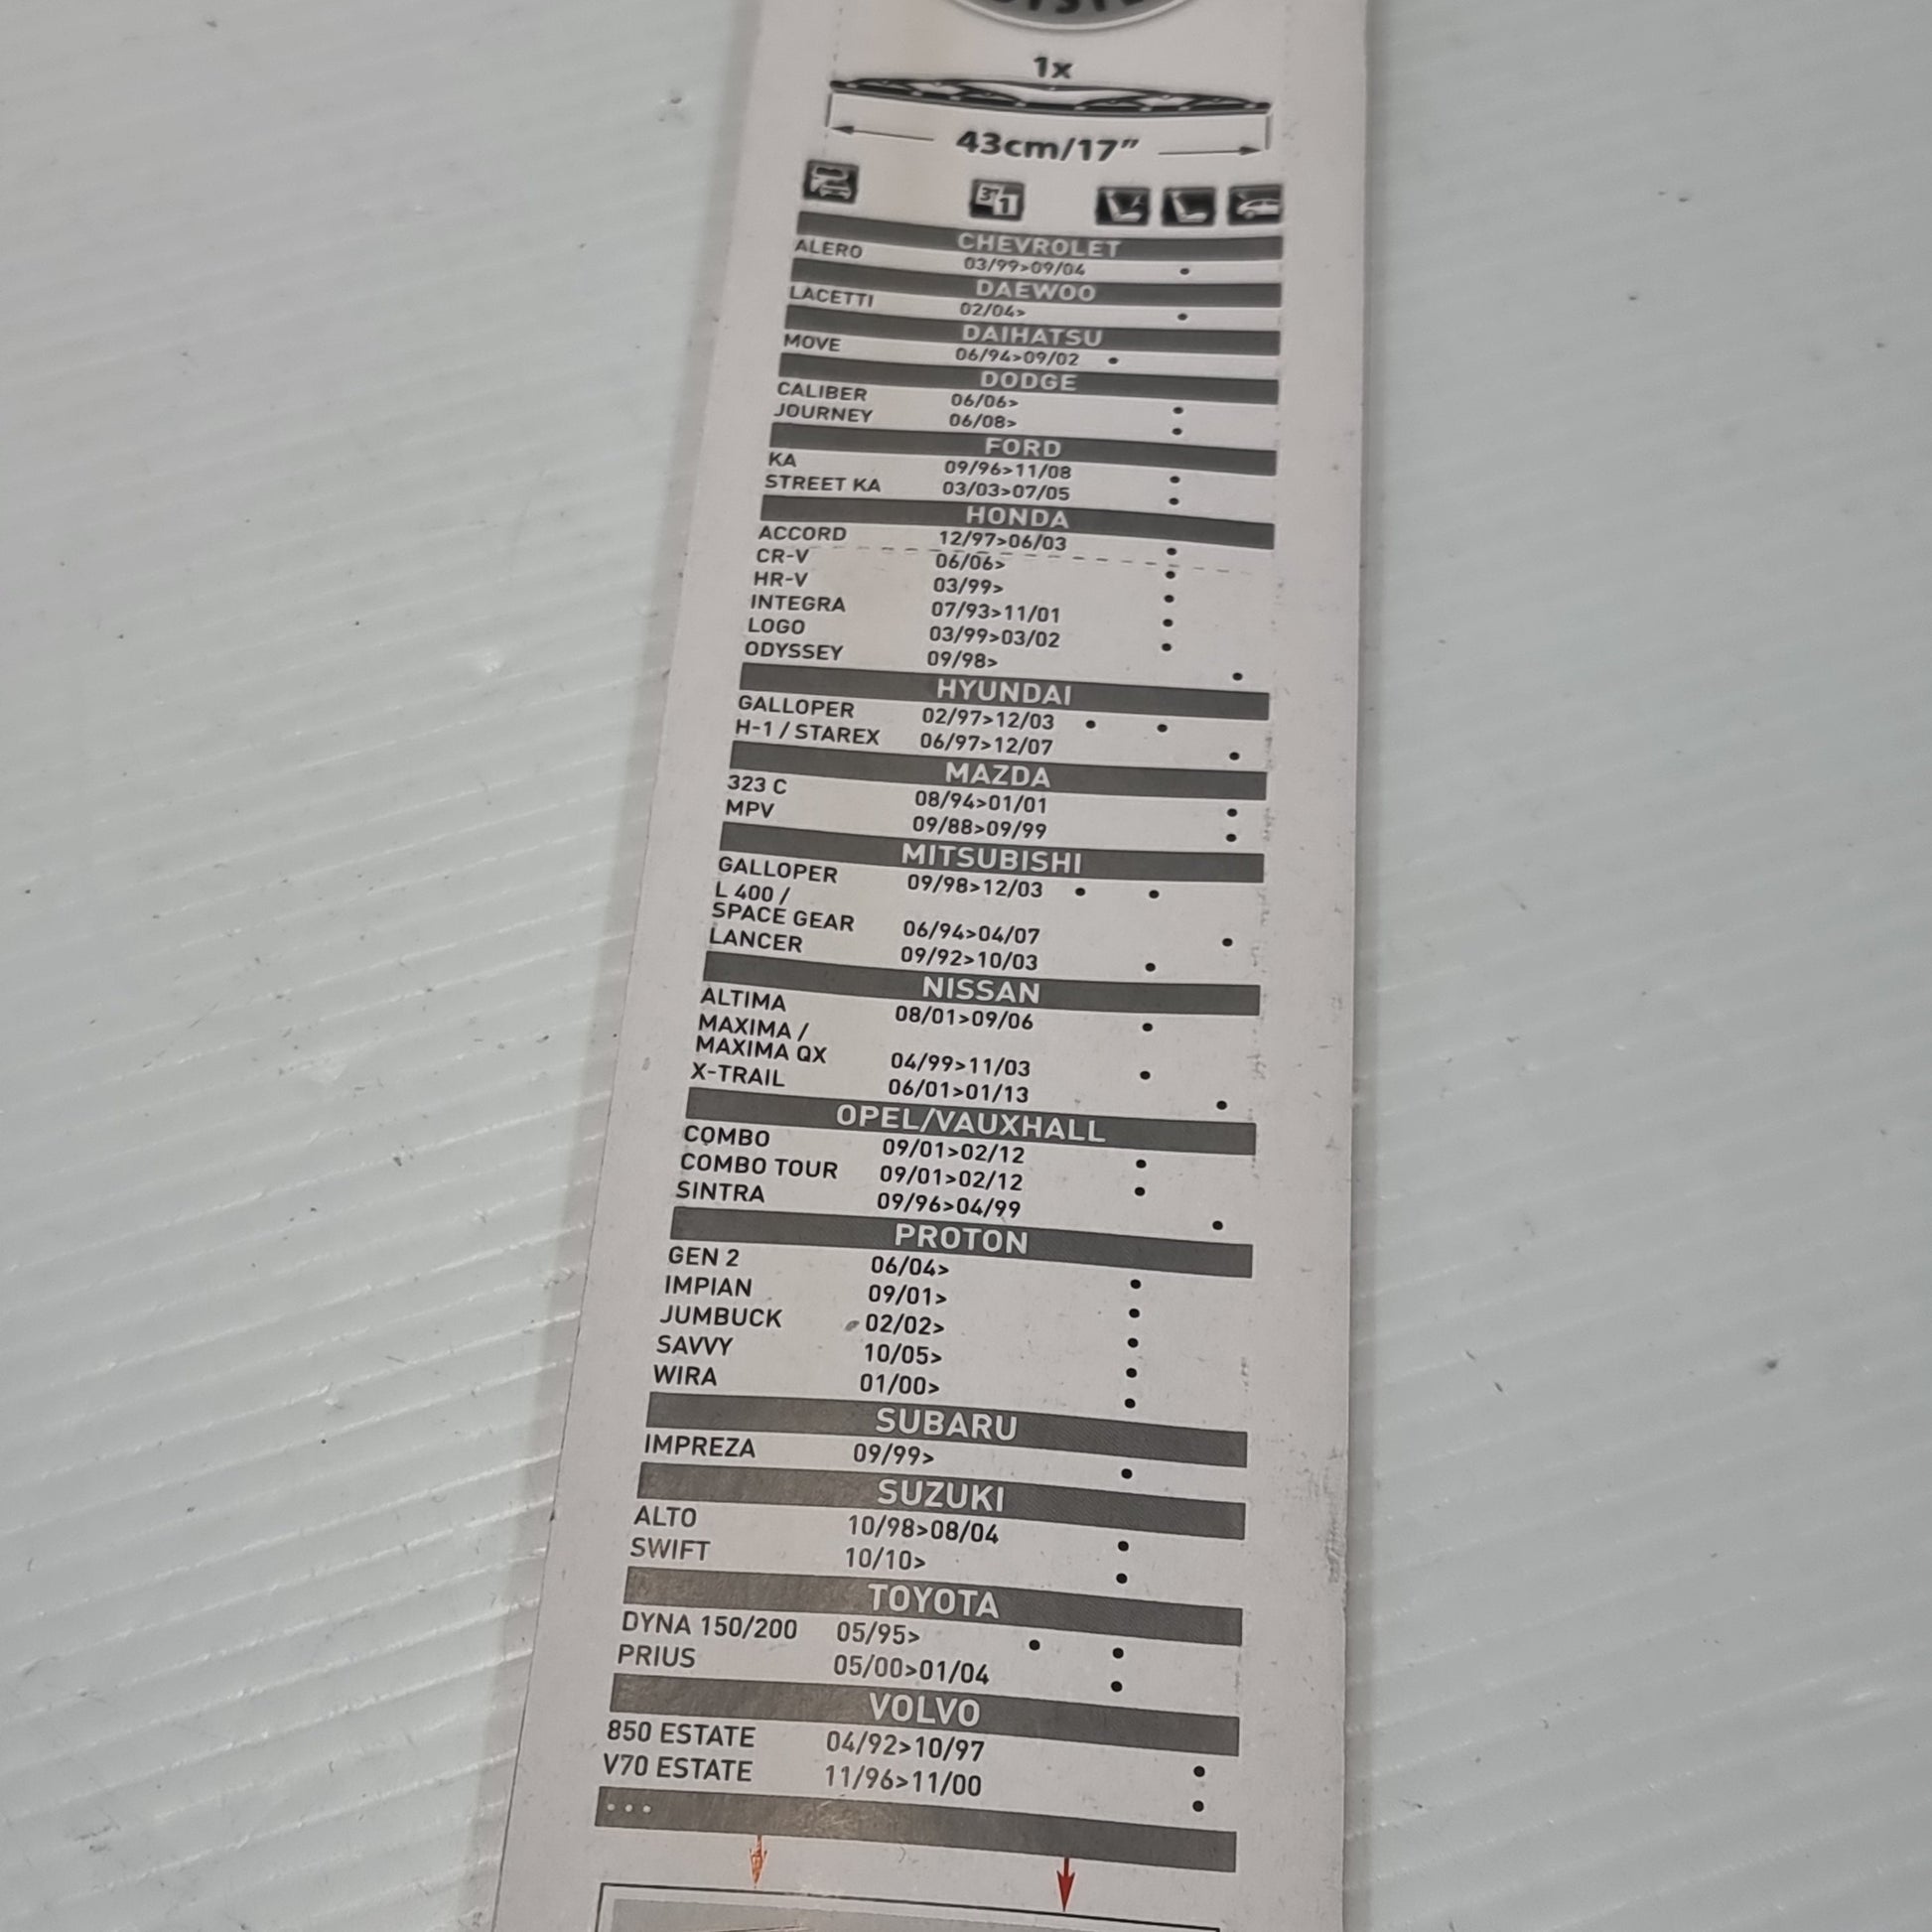 1x
43cm/17”
37 1
CHEVROLET
ALERO 03/99>09/04 •
DAEWOO
LACETTI 02/04> •
DAIHATSU
MOVE 06/94>09/02 •
DODGE
CALIBER 06/06> •
JOURNEY 06/08> •
FORD
KA 09/96>11/08 •
STREET KA 03/03>07/05 •
HONDA
ACCORD 12/97>06/03 •
CR-V 06/06> •
HR-V 03/99> •
INTEGRA 07/93>11/01 •
LOGO 03/99>03/02 •
ODYSSEY 09/98> •
HYUNDAI
GALLOPER 02/97>12/03 • •
H-1 / STAREX 06/97>12/07 •
MAZDA
323 C 08/94>01/01 •
MPV 09/88>09/99 •
MITSUBISHI
GALLOPER 09/98>12/03 • •
L 400 /
SPACE GEAR 06/94>04/07 •
LANCER 09/92>10/03 •
NISSAN
ALTIMA 08/01>09/06 •
MAXIMA /
MAXIMA QX 04/99>11/03 •
X-TRAIL 06/01>01/13 •
OPEL/VAUXHALL
COMBO 09/01>02/12 •
COMBO TOUR 09/01>02/12 •
SINTRA 09/96>04/99 •
PROTON
GEN 2 06/04> •
IMPIAN 09/01> •
JUMBUCK 02/02> •
SAVVY 10/05> •
WIRA 01/00> •
SUBARU
IMPREZA 09/99> •
SUZUKI
ALTO 10/98>08/04 •
SWIFT 10/10> •
TOYOTA
DYNA 150/200 05/95> • •
PRIUS 05/00>01/04 •
VOLVO
850 ESTATE 04/92>10/97 •
V70 ESTATE 11/96>11/00 •
...